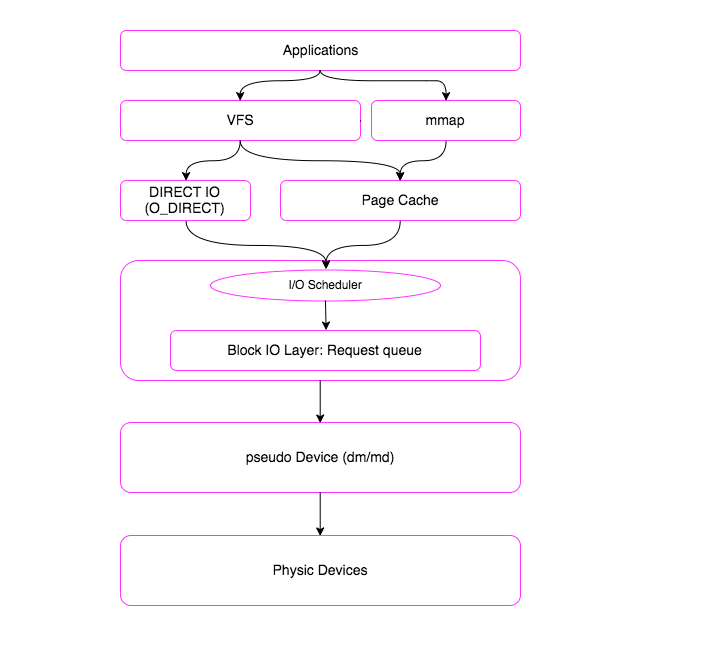 Applications
VFS
mmap
DIRECT IO
(O_DIRECT)
Page Cache
I/O Scheduler
Block IO Layer: Request queue
pseudo Device (dm/md)
Physic Devices